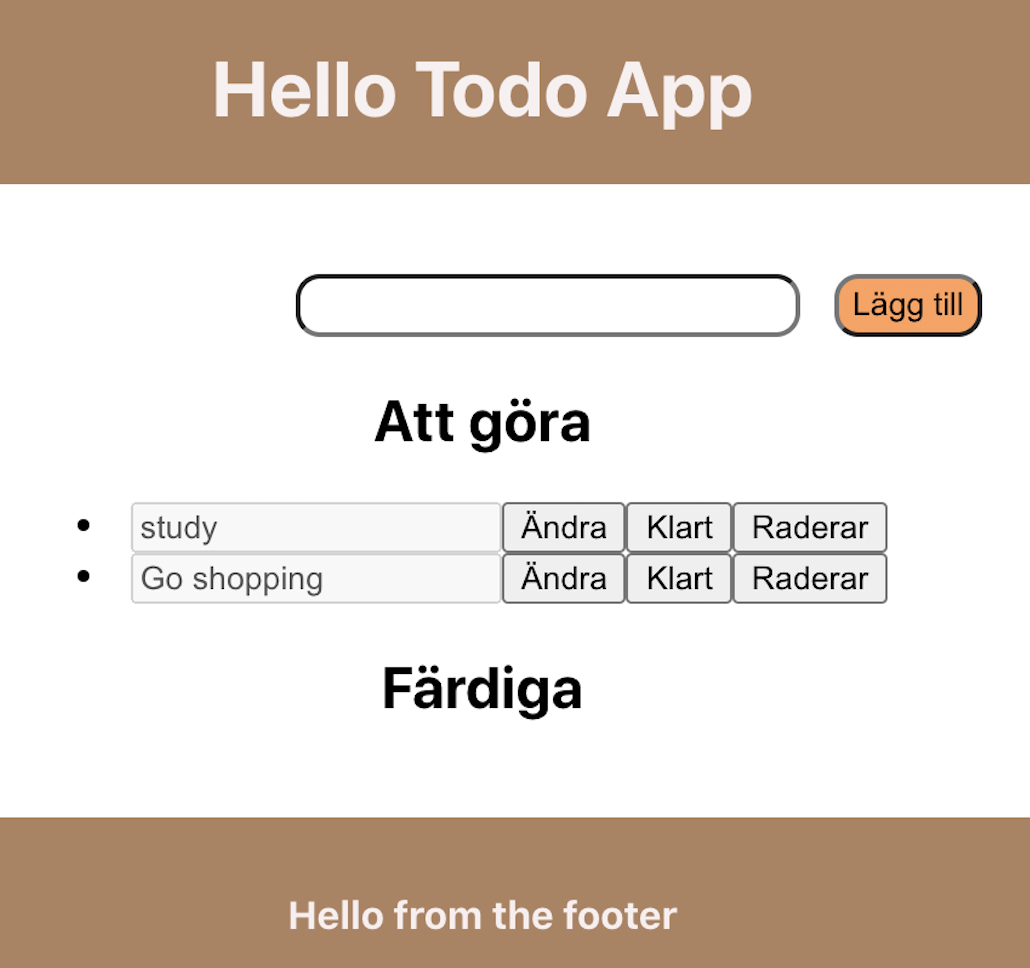 Hello Todo App
Lägg till
Att göra
study Ändra Klart Raderar
Go shopping Ändra Klart Raderar
Färdiga
Hello from the footer